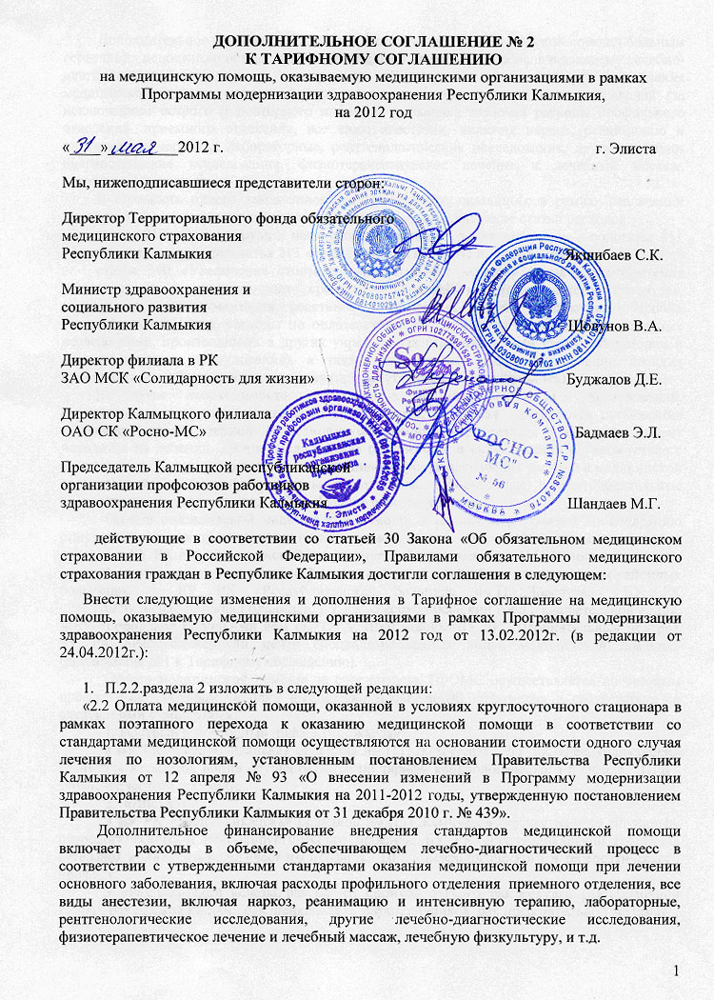 ДОПОЛНИТЕЛЬНОЕ СОГЛАШЕНИЕ № 2
К ТАРИФНОМУ СОГЛАШЕНИЮ
на медицинскую помощь, оказываемую медицинскими организациями в рамках
Программы модернизации здравоохранения Республики Калмыкия,
на 2012 год
« 31 » мая 2012 г. г. Элиста
Мы, нижеподписавшиеся представители сторон:
Директор Территориального фонда обязательного
медицинского страхования
Республики Калмыкия Якшибаев С.К.
Министр здравоохранения и
социального развития
Республики Калмыкия Шовунов В.А.
Директор филиала в РК
ЗАО МСК «Солидарность для жизни» Буджалов Д.Е.
Директор Калмыцкого филиала
ОАО СК «Росно-МС» Бадмаев Э.Л.
Председатель Калмыцкой республиканской
организации профсоюзов работников
здравоохранения Республики Калмыкия Шандаев М.Г.
Калмыцкая
республиканская
организация
профсоюза
г. Элиста
"РОСНО-
МС"
№ 56
МОСКВА
действующие в соответствии со статьей 30 Закона «Об обязательном медицинском
страховании в Российской Федерации», Правилами обязательного медицинского
страхования граждан в Республике Калмыкия достигли соглашения в следующем:
Внести следующие изменения и дополнения в Тарифное соглашение на медицинскую
помощь, оказываемую медицинскими организациями в рамках Программы модернизации
здравоохранения Республики Калмыкия на 2012 год от 13.02.2012г. (в редакции от
24.04.2012г.):
1. П.2.2.раздела 2 изложить в следующей редакции:
«2.2 Оплата медицинской помощи, оказанной в условиях круглосуточного стационара в
рамках поэтапного перехода к оказанию медицинской помощи в соответствии со
стандартами медицинской помощи осуществляются на основании стоимости одного случая
лечения по нозологиям, установленным постановлением Правительства Республики
Калмыкия от 12 апреля № 93 «О внесении изменений в Программу модернизации
здравоохранения Республики Калмыкия на 2011-2012 годы, утвержденную постановлением
Правительства Республики Калмыкия от 31 декабря 2010 г. № 439».
Дополнительное финансирование внедрения стандартов медицинской помощи
включает расходы в объеме, обеспечивающем лечебно-диагностический процесс в
соответствии с утвержденными стандартами оказания медицинской помощи при лечении
основного заболевания, включая расходы профильного отделения приемного отделения, все
виды анестезии, включая наркоз, реанимацию и интенсивную терапию, лабораторные,
рентгенологические исследования, другие лечебно-диагностические исследования,
физиотерапевтическое лечение и лечебный массаж, лечебную физкультуру, и т.д.
1